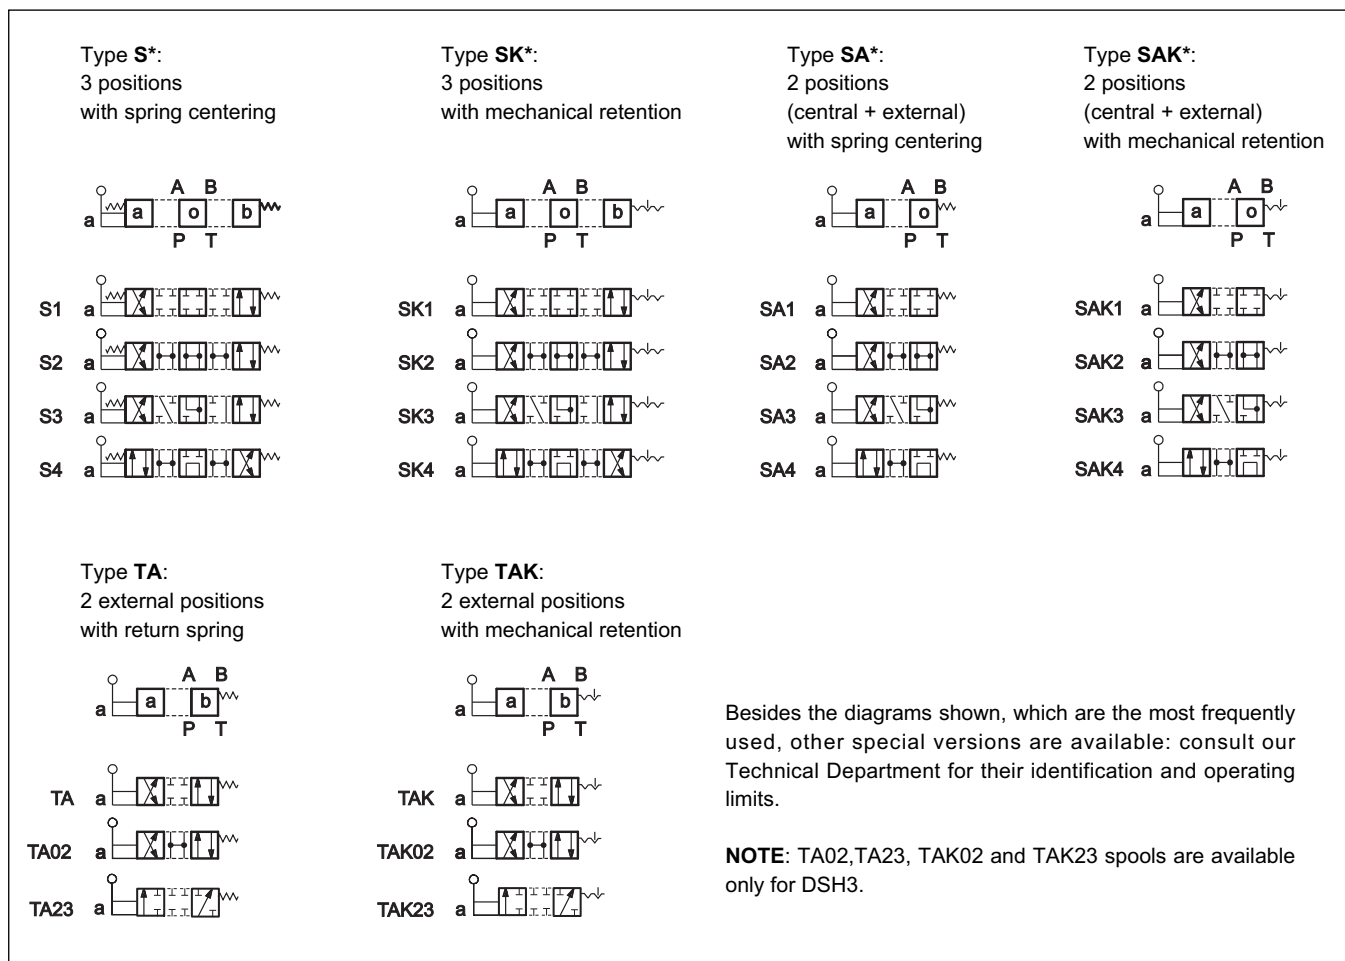 Type S*:
3 positions
with spring centering
A B
a a o b
P T
S1 a
S2 a
S3 a
S4 a
Type SK*:
3 positions
with mechanical retention
A B
a a o b
P T
SK1 a
SK2 a
SK3 a
SK4 a
Type SA*:
2 positions
(central + external)
with spring centering
A B
a a o
P T
SA1 a
SA2 a
SA3 a
SA4 a
Type SAK*:
2 positions
(central + external)
with mechanical retention
A B
a a o
P T
SAK1 a
SAK2 a
SAK3 a
SAK4 a
Type TA:
2 external positions
with return spring
A B
a a b
P T
TA a
TA02 a
TA23 a
Type TAK:
2 external positions
with mechanical retention
A B
a a b
P T
TAK a
TAK02 a
TAK23 a
Besides the diagrams shown, which are the most frequently
used, other special versions are available: consult our
Technical Department for their identification and operating
limits.
NOTE: TA02,TA23, TAK02 and TAK23 spools are available
only for DSH3.